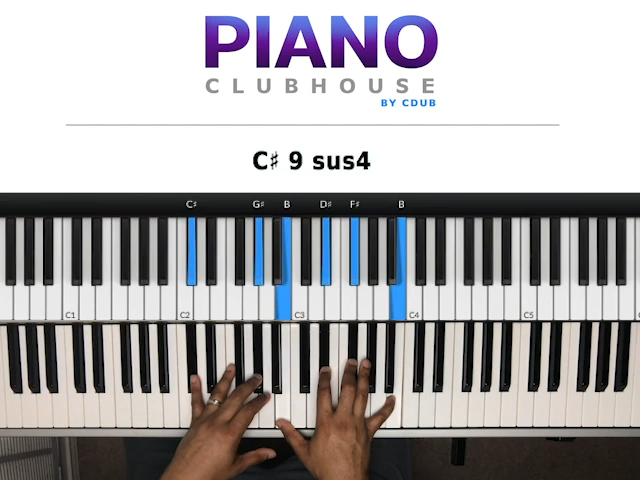 PIANO
CLUBHOUSE
BY CDUB
C♯ 9 sus4
C♯ G♯ B D♯ F♯ B
C1 C2 C3 C4 C5